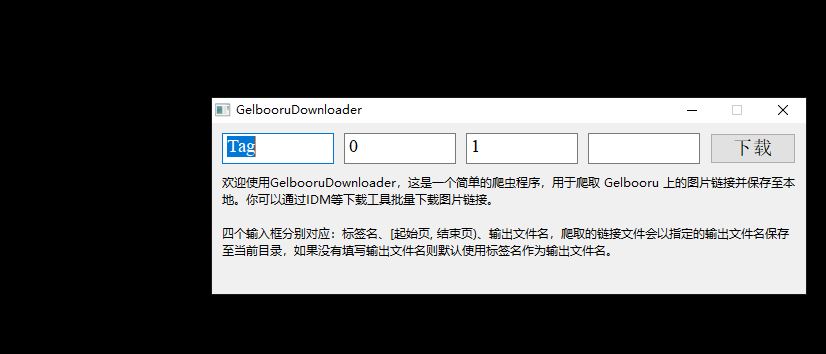 GelbooruDownloader
Tag 0 1 下载
欢迎使用GelbooruDownloader，这是一个简单的爬虫程序，用于爬取 Gelbooru 上的图片链接并保存至本
地。你可以通过IDM等下载工具批量下载图片链接。
四个输入框分别对应：标签名、[起始页, 结束页)、输出文件名，爬取的链接文件会以指定的输出文件名保存
至当前目录，如果没有填写输出文件名则默认使用标签名作为输出文件名。